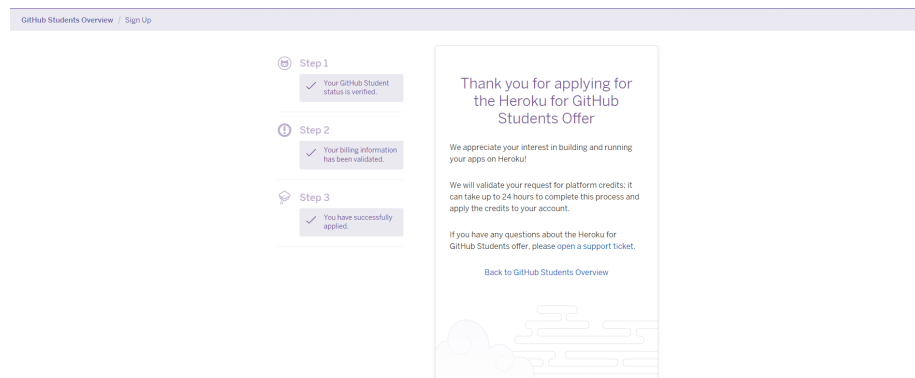 GitHub Students Overview / Sign Up
Step 1
Your GitHub Student
status is verified.
Step 2
Your billing information
has been validated.
Step 3
You have successfully
applied.
Thank you for applying for
the Heroku for GitHub
Students Offer
We appreciate your interest in building and running
your apps on Heroku!
We will validate your request for platform credits; it
can take up to 24 hours to complete this process and
apply the credits to your account.
If you have any questions about the Heroku for
GitHub Students offer, please open a support ticket.
Back to GitHub Students Overview